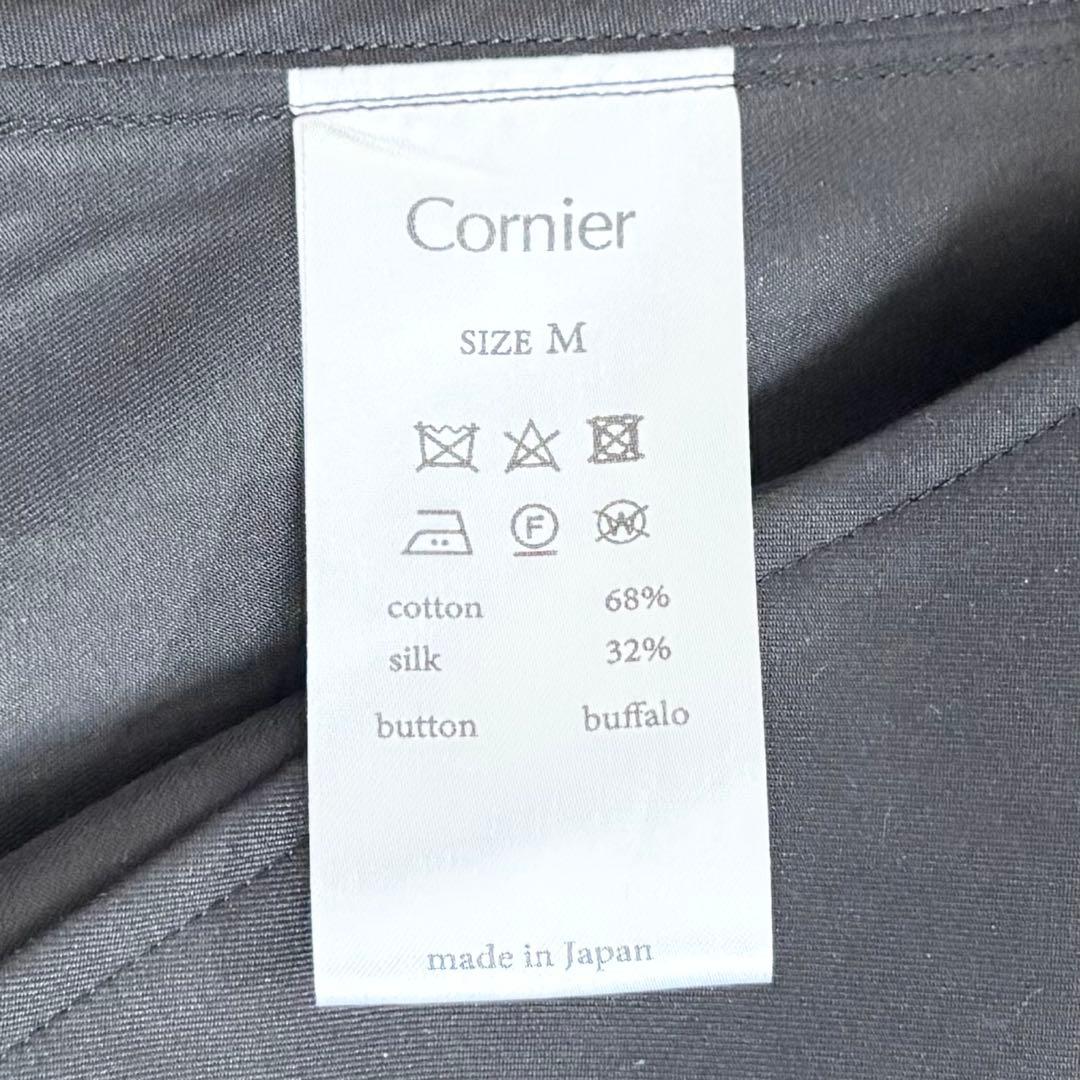 Cornier
SIZE M
F W
cotton 68%
silk 32%
button buffalo
made in Japan